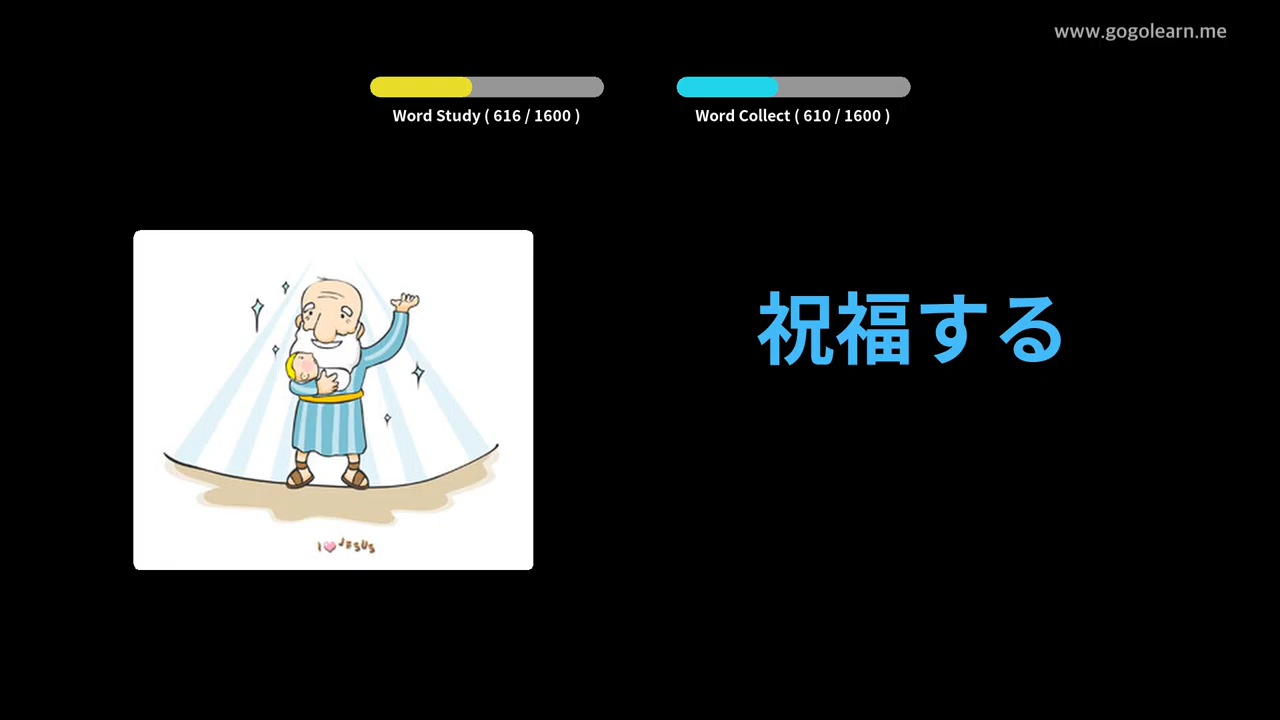 www.gogolearn.me
Word Study ( 616 / 1600 )
Word Collect ( 610 / 1600 )
祝福する
I ♥ JESUS